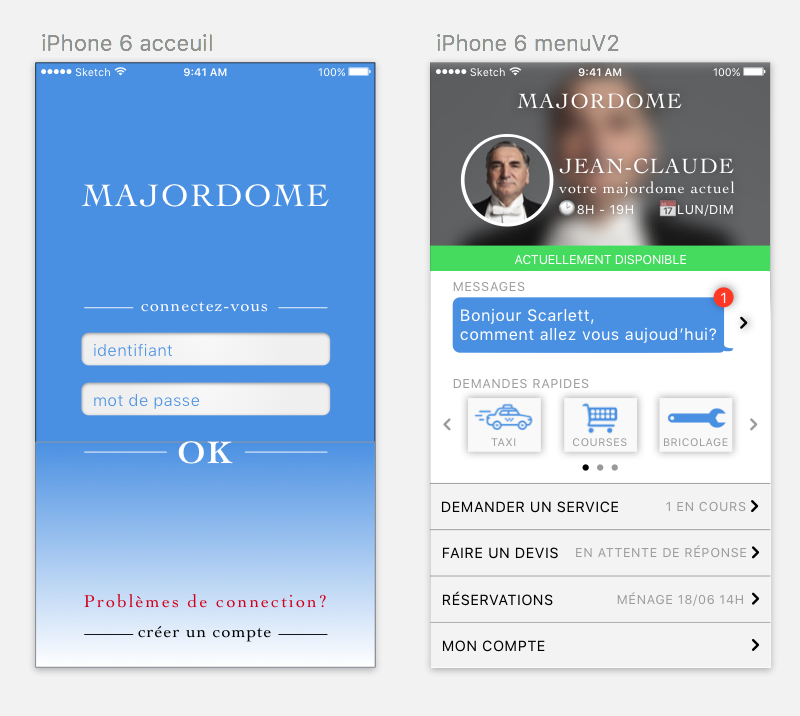 iPhone 6 acceuil
Sketch 9:41 AM 100%
MAJORDOME
connectez-vous
identifiant
mot de passe
OK
Problèmes de connection?
créer un compte
iPhone 6 menuV2
Sketch 9:41 AM 100%
MAJORDOME
JEAN-CLAUDE
votre majordome actuel
8H - 19H 17 LUN/DIM
ACTUELLEMENT DISPONIBLE
MESSAGES
1
Bonjour Scarlett,
comment allez vous aujoud'hui?
DEMANDES RAPIDES
TAXI COURSES BRICOLAGE
DEMANDER UN SERVICE 1 EN COURS
FAIRE UN DEVIS EN ATTENTE DE RÉPONSE
RÉSERVATIONS MÉNAGE 18/06 14H
MON COMPTE